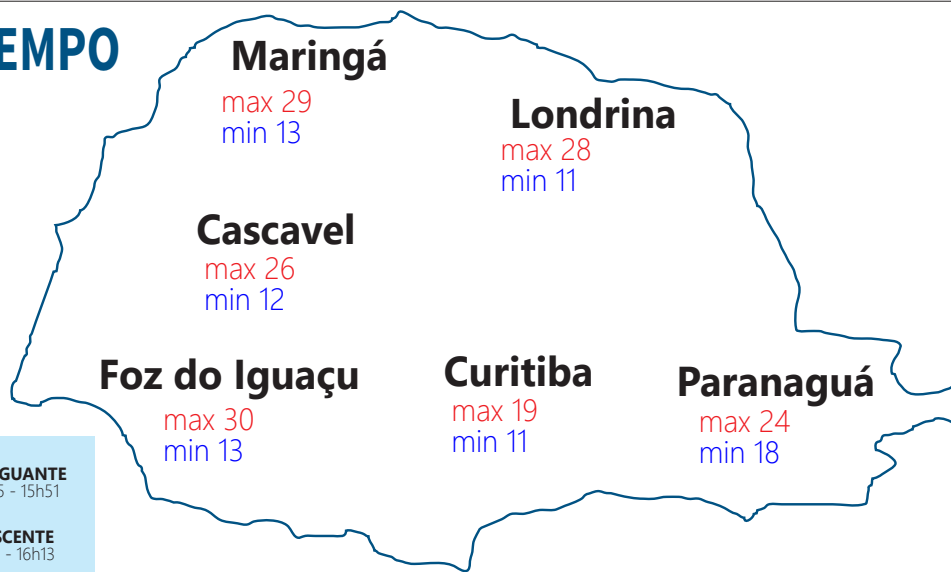 EMPO
Maringá
max 29
min 13
Londrina
max 28
min 11
Cascavel
max 26
min 12
Foz do Iguaçu
max 30
min 13
Curitiba
max 19
min 11
Paranaguá
max 24
min 18
GUANTE
- 15h51
CENTE
- 16h13